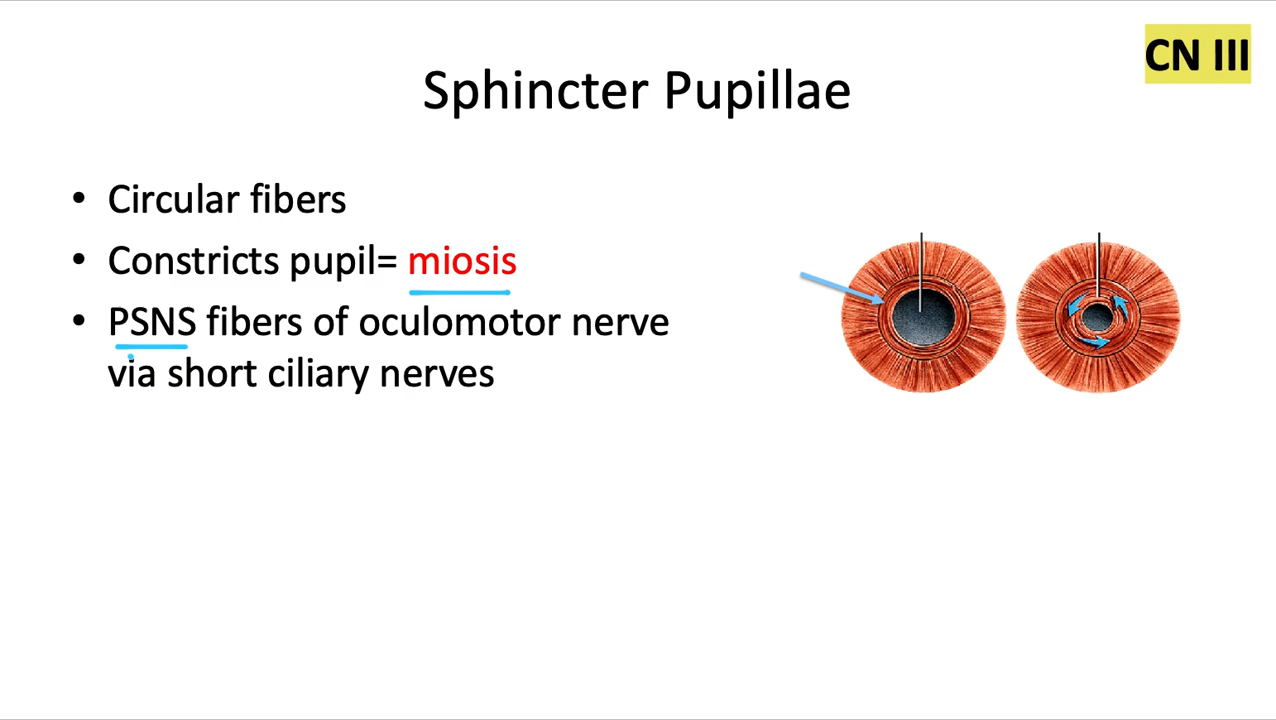 CN III
Sphincter Pupillae
• Circular fibers
• Constricts pupil= miosis
• PSNS fibers of oculomotor nerve
via short ciliary nerves